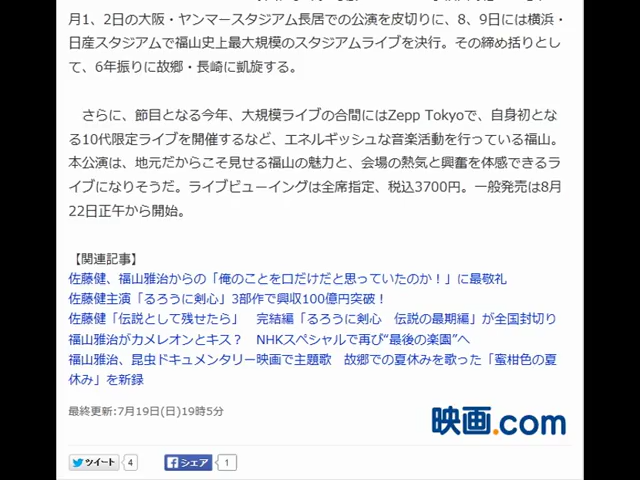 月1、2日の大阪・ヤンマースタジアム長居での公演を皮切りに、8、9日には横浜・
日産スタジアムで福山史上最大規模のスタジアムライブを決行。その締め括りとし
て、6年振りに故郷・長崎に凱旋する。
さらに、節目となる今年、大規模ライブの合間にはZepp Tokyoで、自身初とな
る10代限定ライブを開催するなど、エネルギッシュな音楽活動を行っている福山。
本公演は、地元だからこそ見せる福山の魅力と、会場の熱気と興奮を体感できるラ
イブになりそうだ。ライブビューイングは全席指定、税込3700円。一般発売は8月
22日正午から開始。
【関連記事】
佐藤健、福山雅治からの「俺のことを口だけだと思っていたのか！」に最敬礼
佐藤健主演「るろうに剣心」3部作で興収100億円突破！
佐藤健「伝説として残せたら」　完結編「るろうに剣心　伝説の最期編」が全国封切り
福山雅治がカメレオンとキス？　NHKスペシャルで再び“最後の楽園”へ
福山雅治、昆虫ドキュメンタリー映画で主題歌　故郷での夏休みを歌った「蜜柑色の夏
休み」を新録
最終更新:7月19日(日)19時5分
映画.com
ツイート 4 シェア 1